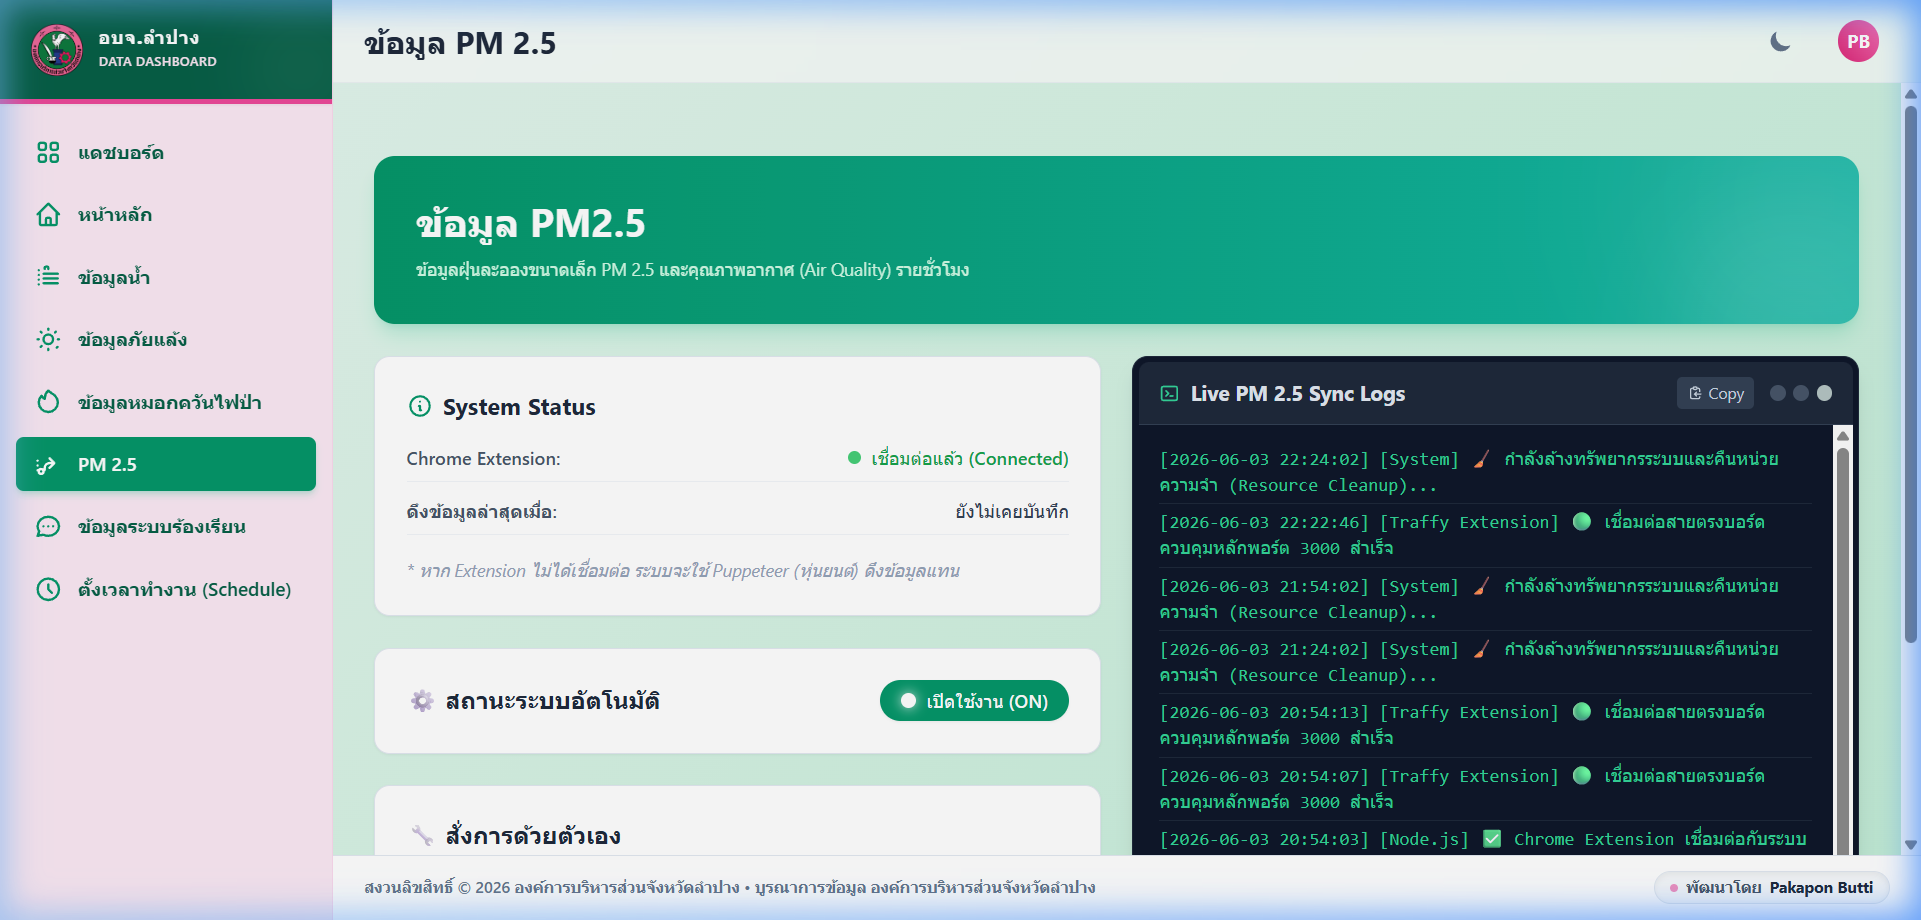 อบจ.ลำปาง
DATA DASHBOARD
แดชบอร์ด
หน้าหลัก
ข้อมูลน้ำ
ข้อมูลภัยแล้ง
ข้อมูลหมอกควันไฟป่า
PM 2.5
ข้อมูลระบบร้องเรียน
ตั้งเวลาทำงาน (Schedule)
ข้อมูล PM 2.5
PB
ข้อมูล PM2.5
ข้อมูลฝุ่นละอองขนาดเล็ก PM 2.5 และคุณภาพอากาศ (Air Quality) รายชั่วโมง
System Status
Chrome Extension:
เชื่อมต่อแล้ว (Connected)
ดึงข้อมูลล่าสุดเมื่อ:
ยังไม่เคยบันทึก
* หาก Extension ไม่ได้เชื่อมต่อ ระบบจะใช้ Puppeteer (หุ่นยนต์) ดึงข้อมูลแทน
สถานะระบบอัตโนมัติ
เปิดใช้งาน (ON)
สั่งการด้วยตัวเอง
Live PM 2.5 Sync Logs
Copy
[2026-06-03 22:24:02] [System] 🧹 กำลังล้างทรัพยากรระบบและคืนหน่วย
ความจำ (Resource Cleanup)...
[2026-06-03 22:22:46] [Traffy Extension] 🟢 เชื่อมต่อสายตรงบอร์ด
ควบคุมหลักพอร์ต 3000 สำเร็จ
[2026-06-03 21:54:02] [System] 🧹 กำลังล้างทรัพยากรระบบและคืนหน่วย
ความจำ (Resource Cleanup)...
[2026-06-03 21:24:02] [System] 🧹 กำลังล้างทรัพยากรระบบและคืนหน่วย
ความจำ (Resource Cleanup)...
[2026-06-03 20:54:13] [Traffy Extension] 🟢 เชื่อมต่อสายตรงบอร์ด
ควบคุมหลักพอร์ต 3000 สำเร็จ
[2026-06-03 20:54:07] [Traffy Extension] 🟢 เชื่อมต่อสายตรงบอร์ด
ควบคุมหลักพอร์ต 3000 สำเร็จ
[2026-06-03 20:54:03] [Node.js] ✅ Chrome Extension เชื่อมต่อกับระบบ
สงวนลิขสิทธิ์ © 2026 องค์การบริหารส่วนจังหวัดลำปาง • บูรณาการข้อมูล องค์การบริหารส่วนจังหวัดลำปาง
พัฒนาโดย Pakapon Butti